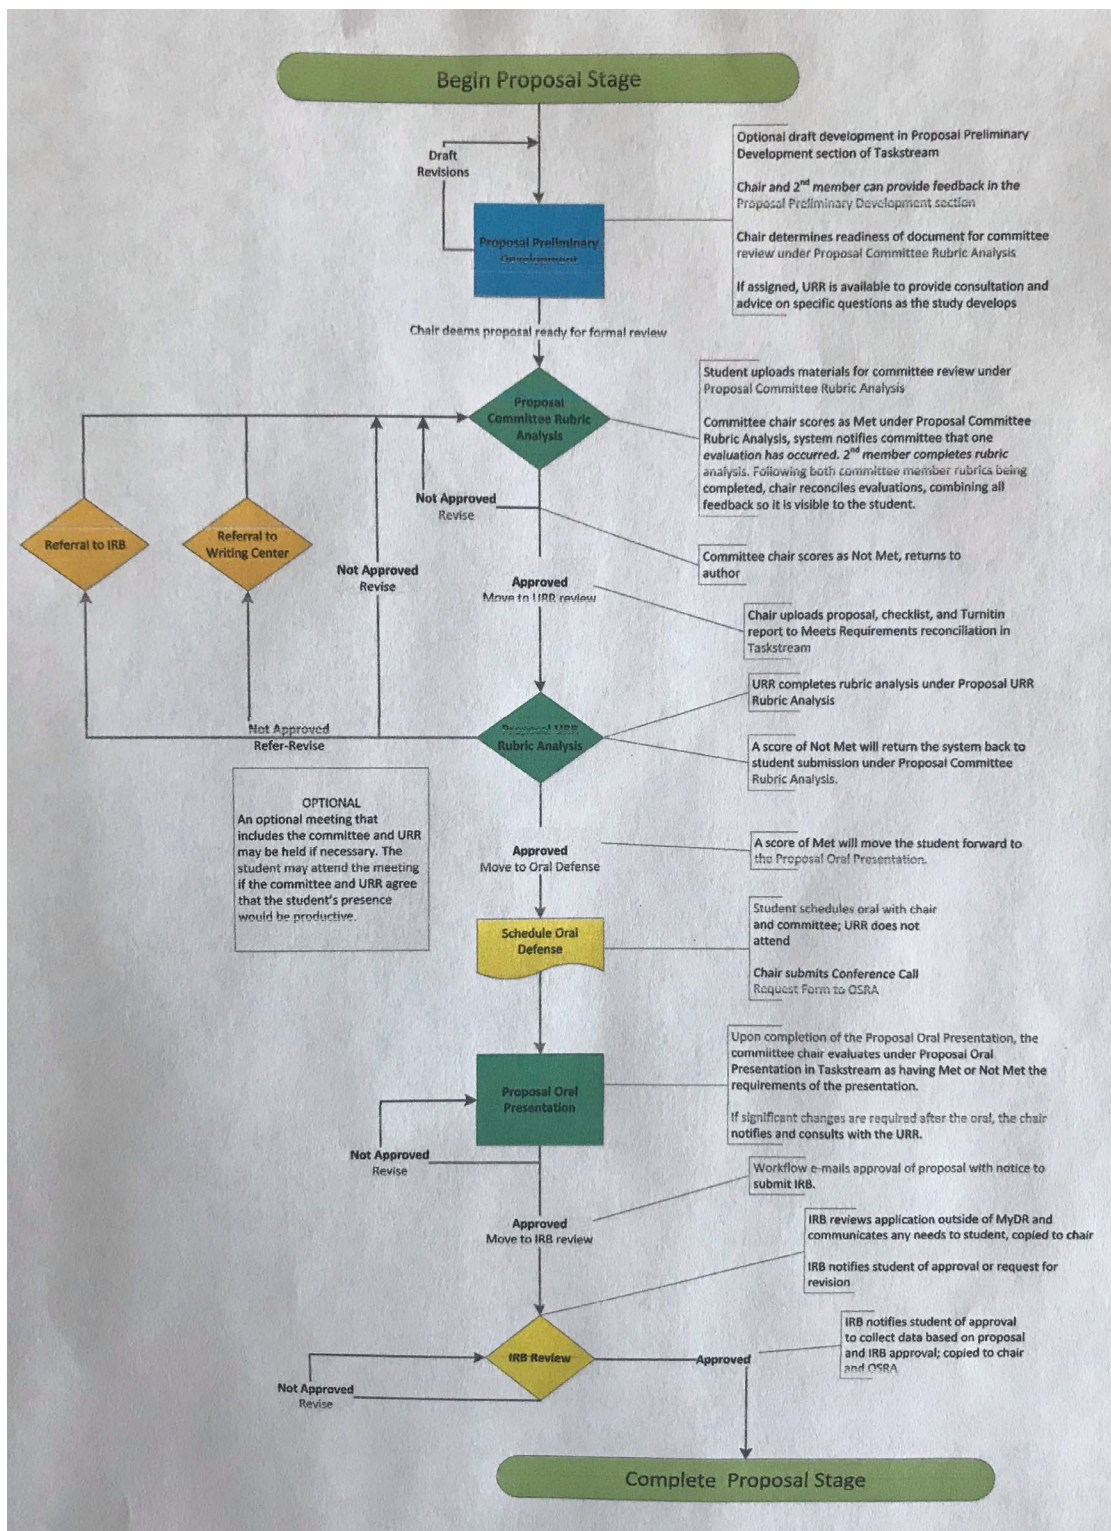 Begin Proposal Stage
Draft
Revisions
Optional draft development in Proposal Preliminary
Development section of Taskstream
Chair and 2nd member can provide feedback in the
Proposal Preliminary Development section
Chair determines readiness of document for committee
review under Proposal Committee Rubric Analysis
If assigned, URR is available to provide consultation and
advice on specific questions as the study develops
Proposal Preliminary
Development
Chair deems proposal ready for formal review
Proposal
Committee Rubric
Analysis
Student uploads materials for committee review under
Proposal Committee Rubric Analysis
Committee chair scores as Met under Proposal Committee
Rubric Analysis, system notifies committee that one
evaluation has occurred. 2nd member completes rubric
analysis. Following both committee member rubrics being
completed, chair reconciles evaluations, combining all
feedback so it is visible to the student.
Not Approved
Revise
Referral to IRB
Referral to
Writing Center
Not Approved
Revise
Committee chair scores as Not Met, returns to
author
Approved
Move to URR review
Chair uploads proposal, checklist, and Turnitin
report to Meets Requirements reconciliation in
Taskstream
URR completes rubric analysis under Proposal URR
Rubric Analysis
Not Approved
Refer-Revise
Proposal URR
Rubric Analysis
A score of Not Met will return the system back to
student submission under Proposal Committee
Rubric Analysis.
OPTIONAL
An optional meeting that
includes the committee and URR
may be held if necessary. The
student may attend the meeting
if the committee and URR agree
that the student's presence
would be productive.
Approved
Move to Oral Defense
A score of Met will move the student forward to
the Proposal Oral Presentation.
Schedule Oral
Defense
Student schedules oral with chair
and committee; URR does not
attend
Chair submits Conference Call
Request Form to OSRA
Proposal Oral
Presentation
Upon completion of the Proposal Oral Presentation, the
commiittee chair evaluates under Proposal Oral
Presentation in Taskstream as having Met or Not Met the
requirements of the presentation.
If significant changes are required after the oral, the chair
notifies and consults with the URR.
Not Approved
Revise
Workflow e-mails approval of proposal with notice to
submit IRB.
Approved
Move to IRB review
IRB reviews application outside of MyDR and
communicates any needs to student, copied to chair
IRB notifies student of approval or request for
revision
IRB Review
Approved
IRB notifies student of approval
to collect data based on proposal
and IRB approval; copied to chair
and OSRA
Not Approved
Revise
Complete Proposal Stage